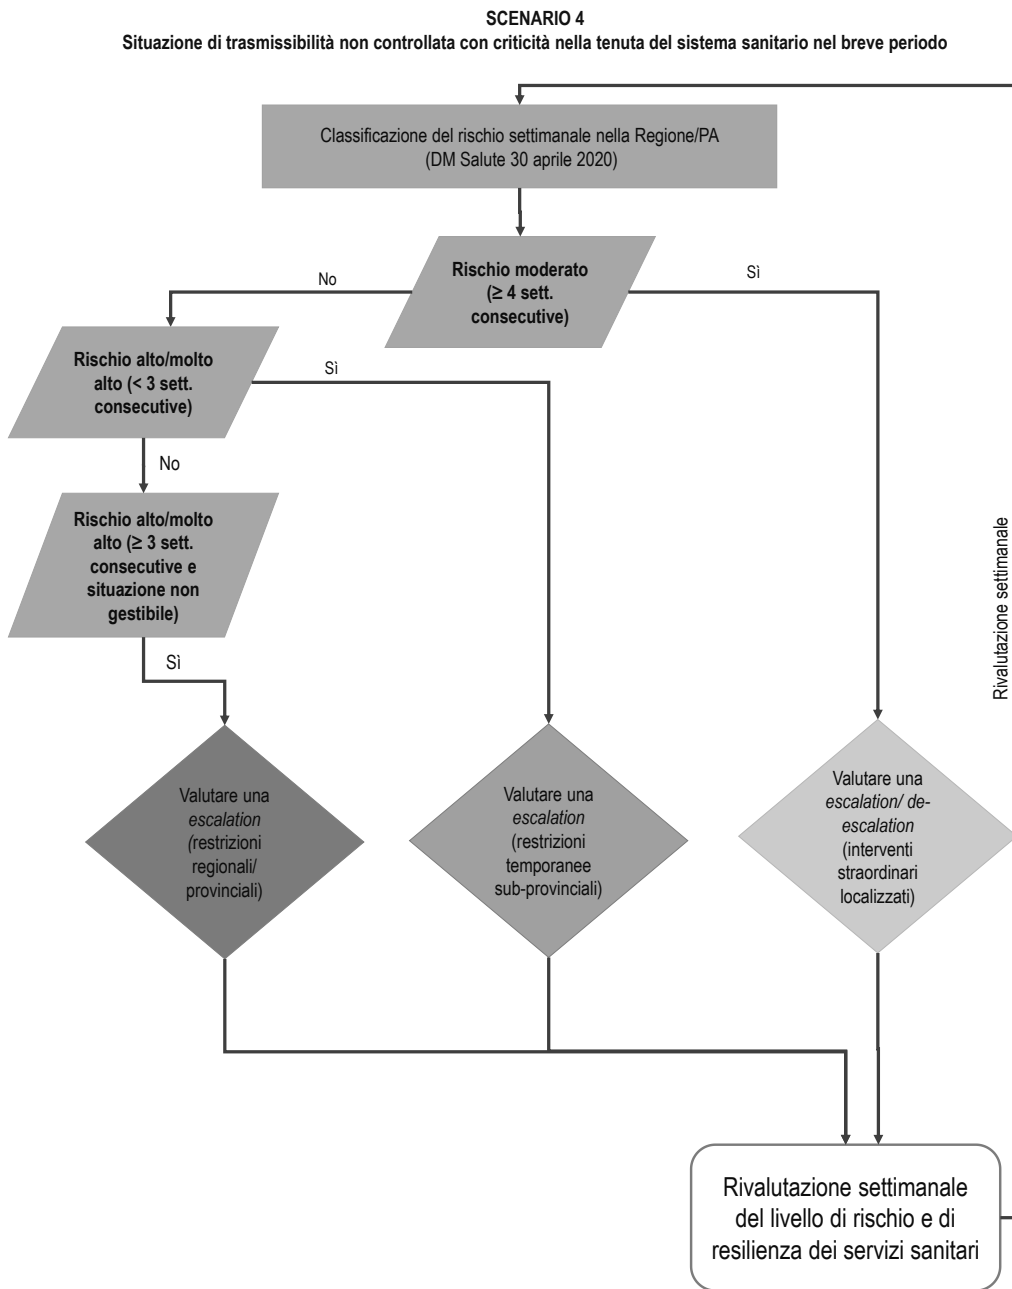 SCENARIO 4
Situazione di trasmissibilità non controllata con criticità nella tenuta del sistema sanitario nel breve periodo
Classificazione del rischio settimanale nella Regione/PA
(DM Salute 30 aprile 2020)
Rischio moderato
(≥ 4 sett.
consecutive)
No
Sì
Rischio alto/molto
alto (< 3 sett.
consecutive)
Sì
No
Rischio alto/molto
alto (≥ 3 sett.
consecutive e
situazione non
gestibile)
Sì
Rivalutazione settimanale
Valutare una
escalation
(restrizioni
regionali/
provinciali)
Valutare una
escalation
(restrizioni
temporanee
sub-provinciali)
Valutare una
escalation/ de-
escalation
(interventi
straordinari
localizzati)
Rivalutazione settimanale
del livello di rischio e di
resilienza dei servizi sanitari